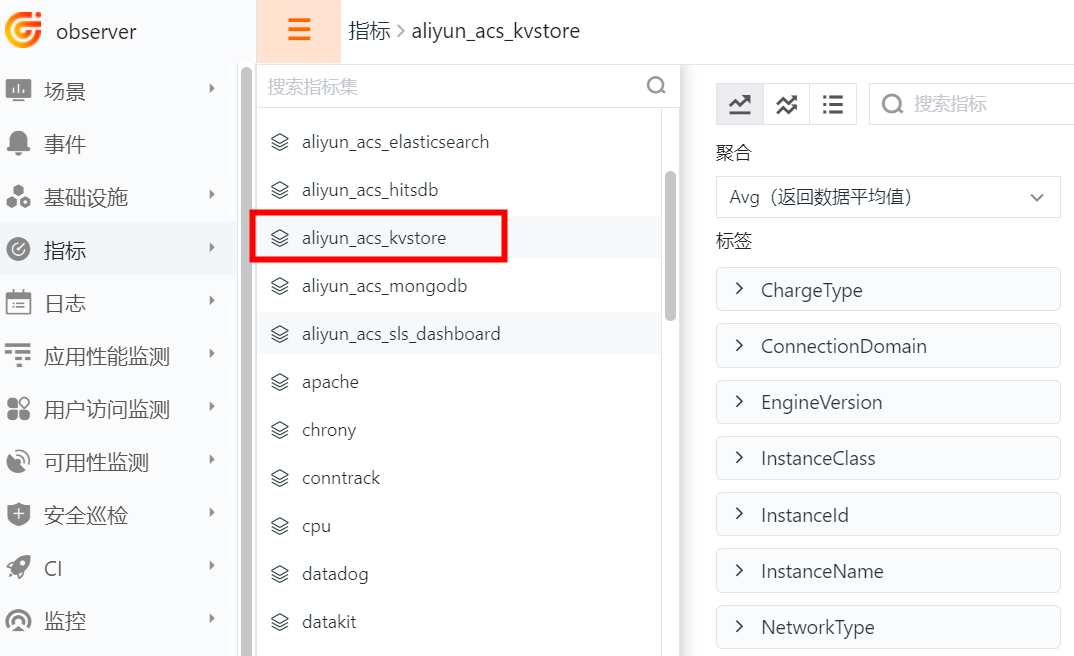 observer
场景
事件
基础设施
指标
日志
应用性能监测
用户访问监测
可用性监测
安全巡检
CI
监控
指标 > aliyun_acs_kvstore
搜索指标集
aliyun_acs_elasticsearch
aliyun_acs_hitsdb
aliyun_acs_kvstore
aliyun_acs_mongodb
aliyun_acs_sls_dashboard
apache
chrony
conntrack
cpu
datadog
datakit
搜索指标
聚合
Avg（返回数据平均值）
标签
ChargeType
ConnectionDomain
EngineVersion
InstanceClass
InstanceId
InstanceName
NetworkType